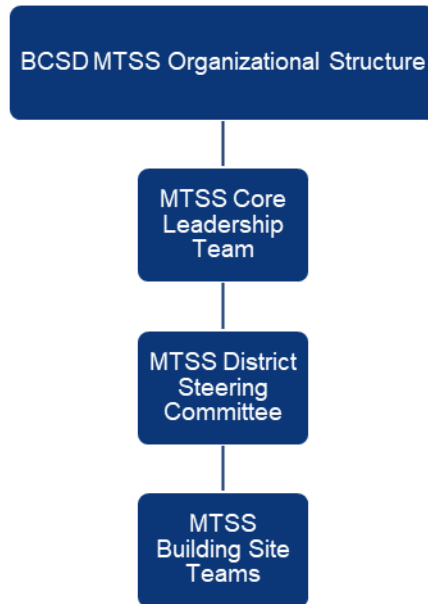 BCSD MTSS Organizational Structure
MTSS Core
Leadership
Team
MTSS District
Steering
Committee
MTSS
Building Site
Teams